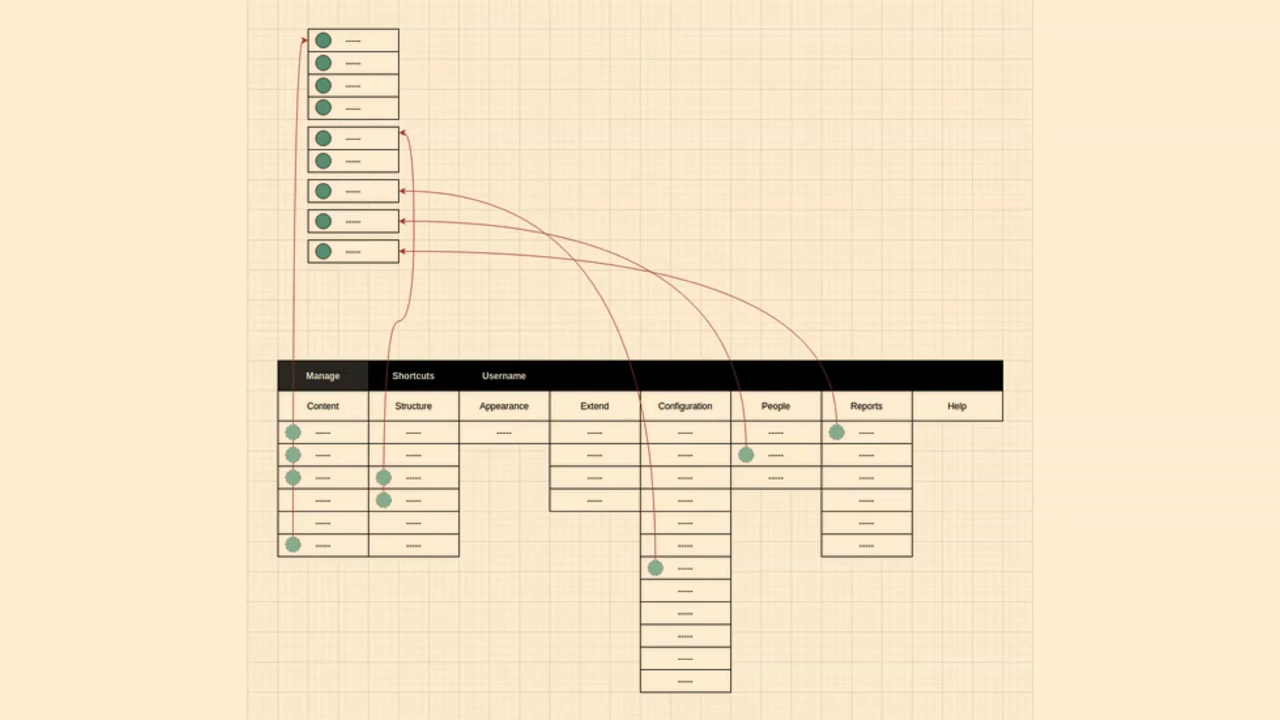 Manage Shortcuts Username
Content Structure Appearance Extend Configuration People Reports Help